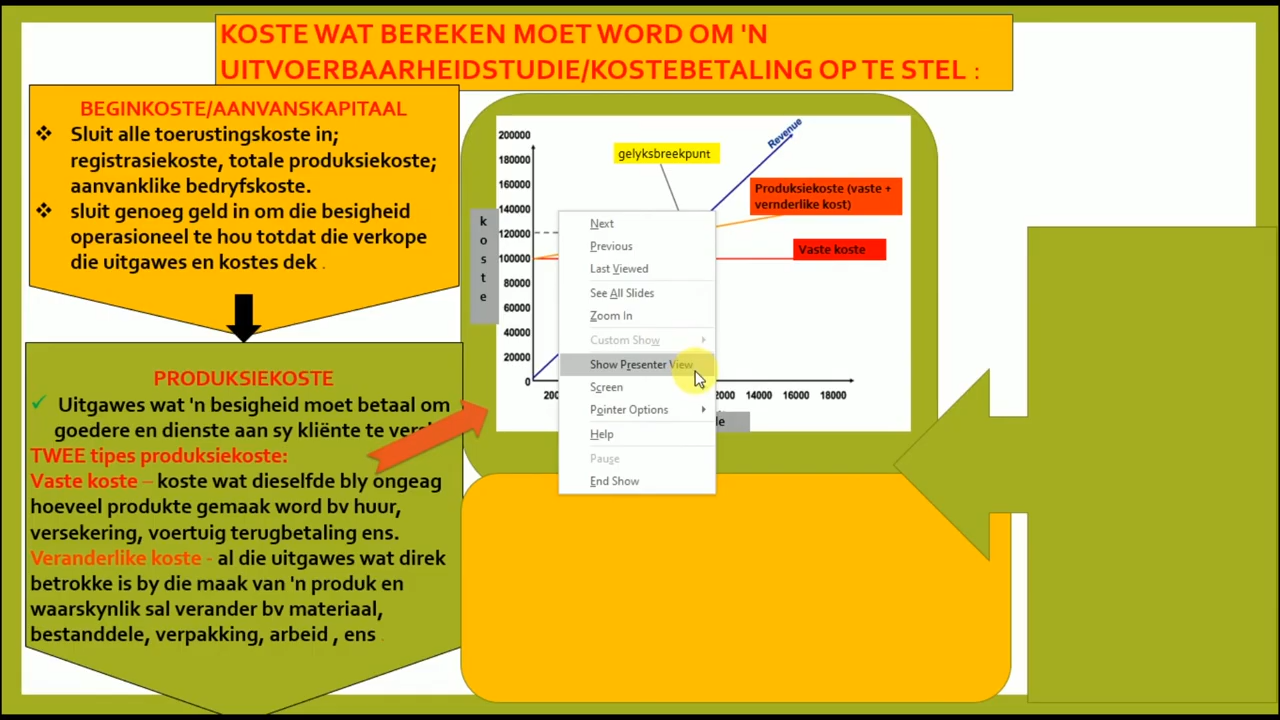 KOSTE WAT BEREKEN MOET WORD OM 'N
UITVOERBAARHEIDSTUDIE/KOSTEBETALING OP TE STEL :
BEGINKOSTE/AANVANSKAPITAAL
❖ Sluit alle toerustingskoste in;
registrasiekoste, totale produksiekoste;
aanvanklike bedryfskoste.
❖ sluit genoeg geld in om die besigheid
operasioneel te hou totdat die verkope
die uitgawes en kostes dek .
PRODUKSIEKOSTE
✓ Uitgawes wat 'n besigheid moet betaal om
goedere en dienste aan sy kliënte te
TWEE tipes produksiekoste:
Vaste koste – koste wat dieselfde bly ongeag
hoeveel produkte gemaak word bv huur,
versekering, voertuig terugbetaling ens.
Veranderlike koste - al die uitgawes wat direk
betrokke is by die maak van 'n produk en
waarskynlik sal verander bv materiaal,
bestanddele, verpakking, arbeid , ens .
koste
200000
180000
160000
140000
120000
100000
80000
60000
40000
20000
0
gelyksbreekpunt
Revenue
Produksiekoste (vaste +
vernderlike kost)
Vaste koste
14000 16000 18000
Next
Previous
Last Viewed
See All Slides
Zoom In
Custom Show
Show Presenter View
Screen
Pointer Options
Help
Pause
End Show